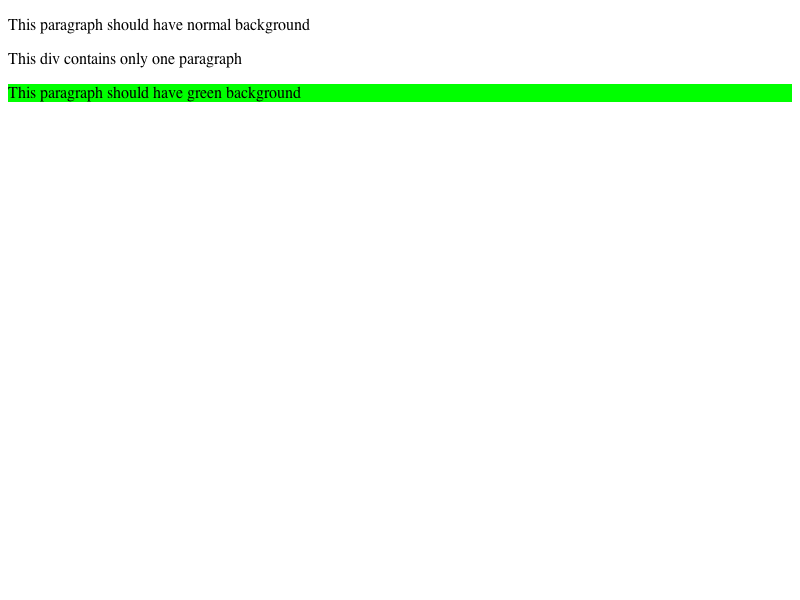 This paragraph should have normal background
This div contains only one paragraph
This paragraph should have green background